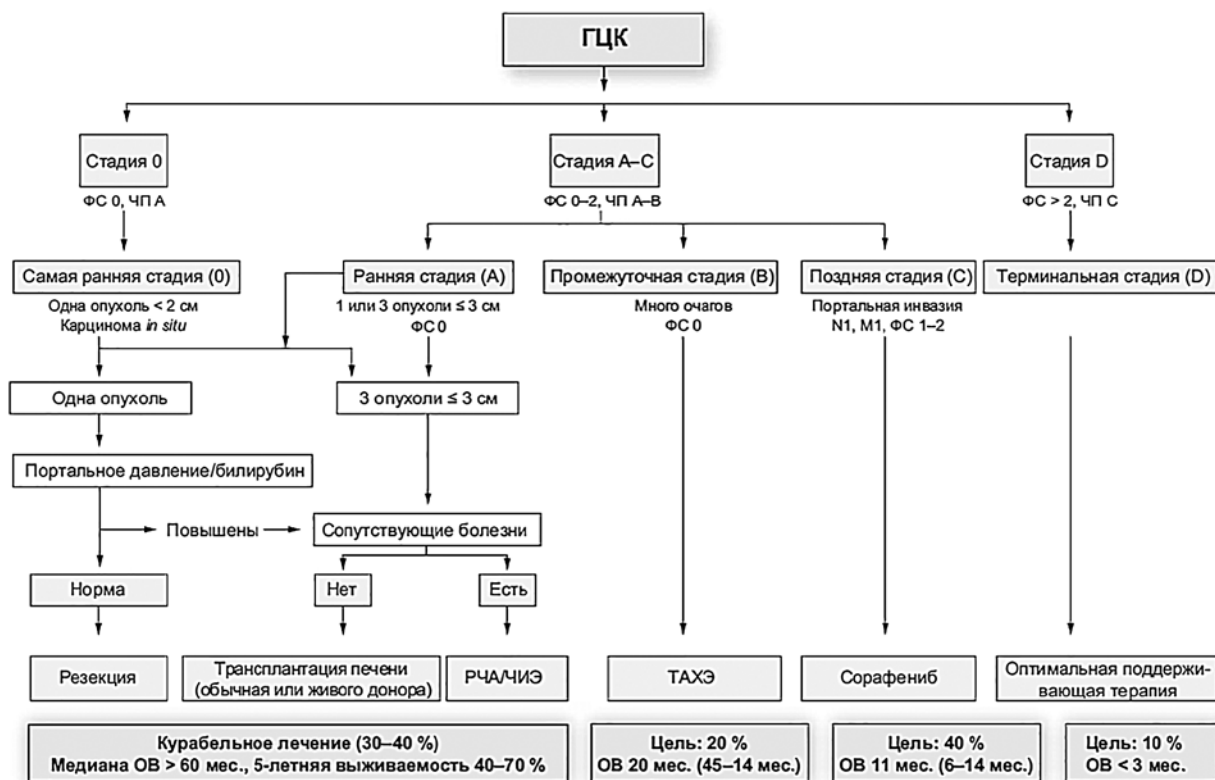 ГЦК
Стадия 0
Стадия A–C
Стадия D
ФС 0, ЧП A
ФС 0–2, ЧП A–B
ФС > 2, ЧП C
Самая ранняя стадия (0)
Ранняя стадия (A)
Промежуточная стадия (B)
Поздняя стадия (C)
Терминальная стадия (D)
Одна опухоль < 2 см
Карцинома in situ
1 или 3 опухоли ≤ 3 см
ФС 0
Много очагов
ФС 0
Портальная инвазия
N1, M1, ФС 1–2
Одна опухоль
3 опухоли ≤ 3 см
Портальное давление/билирубин
Повышены
Сопутствующие болезни
Норма
Нет
Есть
Резекция
Трансплантация печени
(обычная или живого донора)
РЧА/ЧИЭ
ТАХЭ
Сорафениб
Оптимальная поддержи-
вающая терапия
Курабельное лечение (30–40 %)
Медиана ОВ > 60 мес., 5-летняя выживаемость 40–70 %
Цель: 20 %
ОВ 20 мес. (45–14 мес.)
Цель: 40 %
ОВ 11 мес. (6–14 мес.)
Цель: 10 %
ОВ < 3 мес.